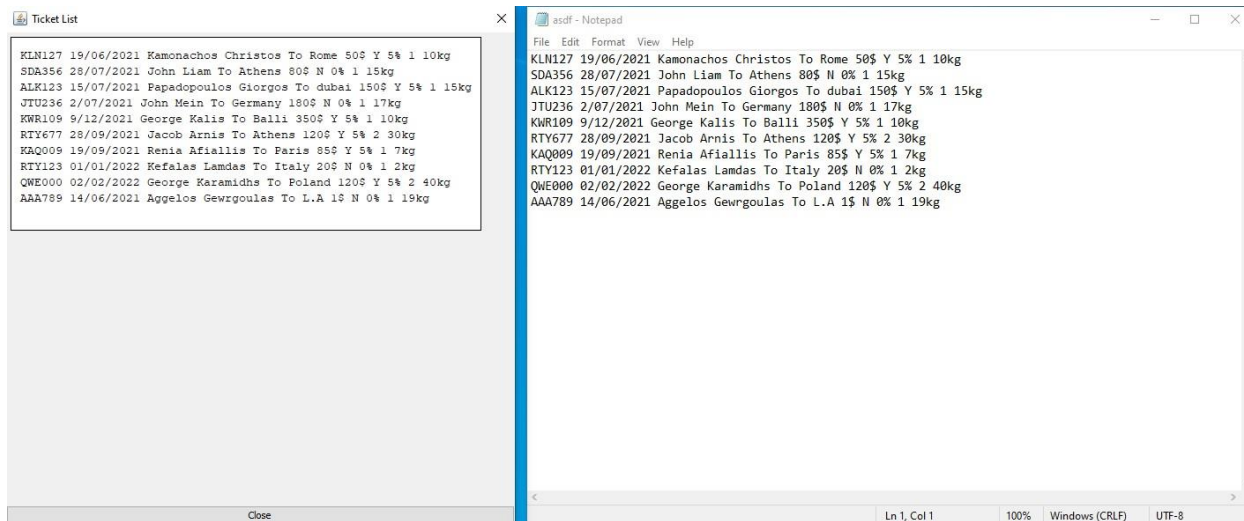 Ticket List
KLN127 19/06/2021 Kamonachos Christos To Rome 50$ Y 5% 1 10kg
SDA356 28/07/2021 John Liam To Athens 80$ N 0% 1 15kg
ALK123 15/07/2021 Papadopoulos Giorgos To dubai 150$ Y 5% 1 15kg
JTU236 2/07/2021 John Mein To Germany 180$ N 0% 1 17kg
KWR109 9/12/2021 George Kalis To Balli 350$ Y 5% 1 10kg
RTY677 28/09/2021 Jacob Arnis To Athens 120$ Y 5% 2 30kg
KAQ009 19/09/2021 Renia Afiallis To Paris 85$ Y 5% 1 7kg
RTY123 01/01/2022 Kefalas Lamdas To Italy 20$ N 0% 1 2kg
QWE000 02/02/2022 George Karamidhs To Poland 120$ Y 5% 2 40kg
AAA789 14/06/2021 Aggelos Gewrgoulas To L.A 1$ N 0% 1 19kg
Close
asdf - Notepad
File Edit Format View Help
KLN127 19/06/2021 Kamonachos Christos To Rome 50$ Y 5% 1 10kg
SDA356 28/07/2021 John Liam To Athens 80$ N 0% 1 15kg
ALK123 15/07/2021 Papadopoulos Giorgos To dubai 150$ Y 5% 1 15kg
JTU236 2/07/2021 John Mein To Germany 180$ N 0% 1 17kg
KWR109 9/12/2021 George Kalis To Balli 350$ Y 5% 1 10kg
RTY677 28/09/2021 Jacob Arnis To Athens 120$ Y 5% 2 30kg
KAQ009 19/09/2021 Renia Afiallis To Paris 85$ Y 5% 1 7kg
RTY123 01/01/2022 Kefalas Lamdas To Italy 20$ N 0% 1 2kg
QWE000 02/02/2022 George Karamidhs To Poland 120$ Y 5% 2 40kg
AAA789 14/06/2021 Aggelos Gewrgoulas To L.A 1$ N 0% 1 19kg
Ln 1, Col 1 100% Windows (CRLF) UTF-8